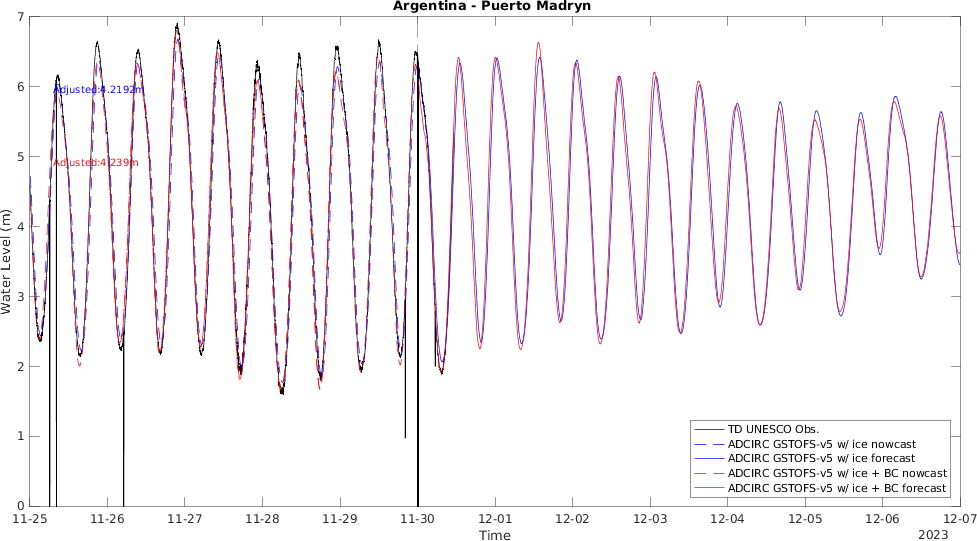 Argentina - Puerto Madryn
7
6
5
4
3
2
1
0
Water Level (m)
Adjusted:4.2192m
Adjusted:4.239m
TD UNESCO Obs.
ADCIRC GSTOFS-v5 w/ ice nowcast
ADCIRC GSTOFS-v5 w/ ice forecast
ADCIRC GSTOFS-v5 w/ ice + BC nowcast
ADCIRC GSTOFS-v5 w/ ice + BC forecast
11-25 11-26 11-27 11-28 11-29 11-30 12-01 12-02 12-03 12-04 12-05 12-06 12-07
Time
2023